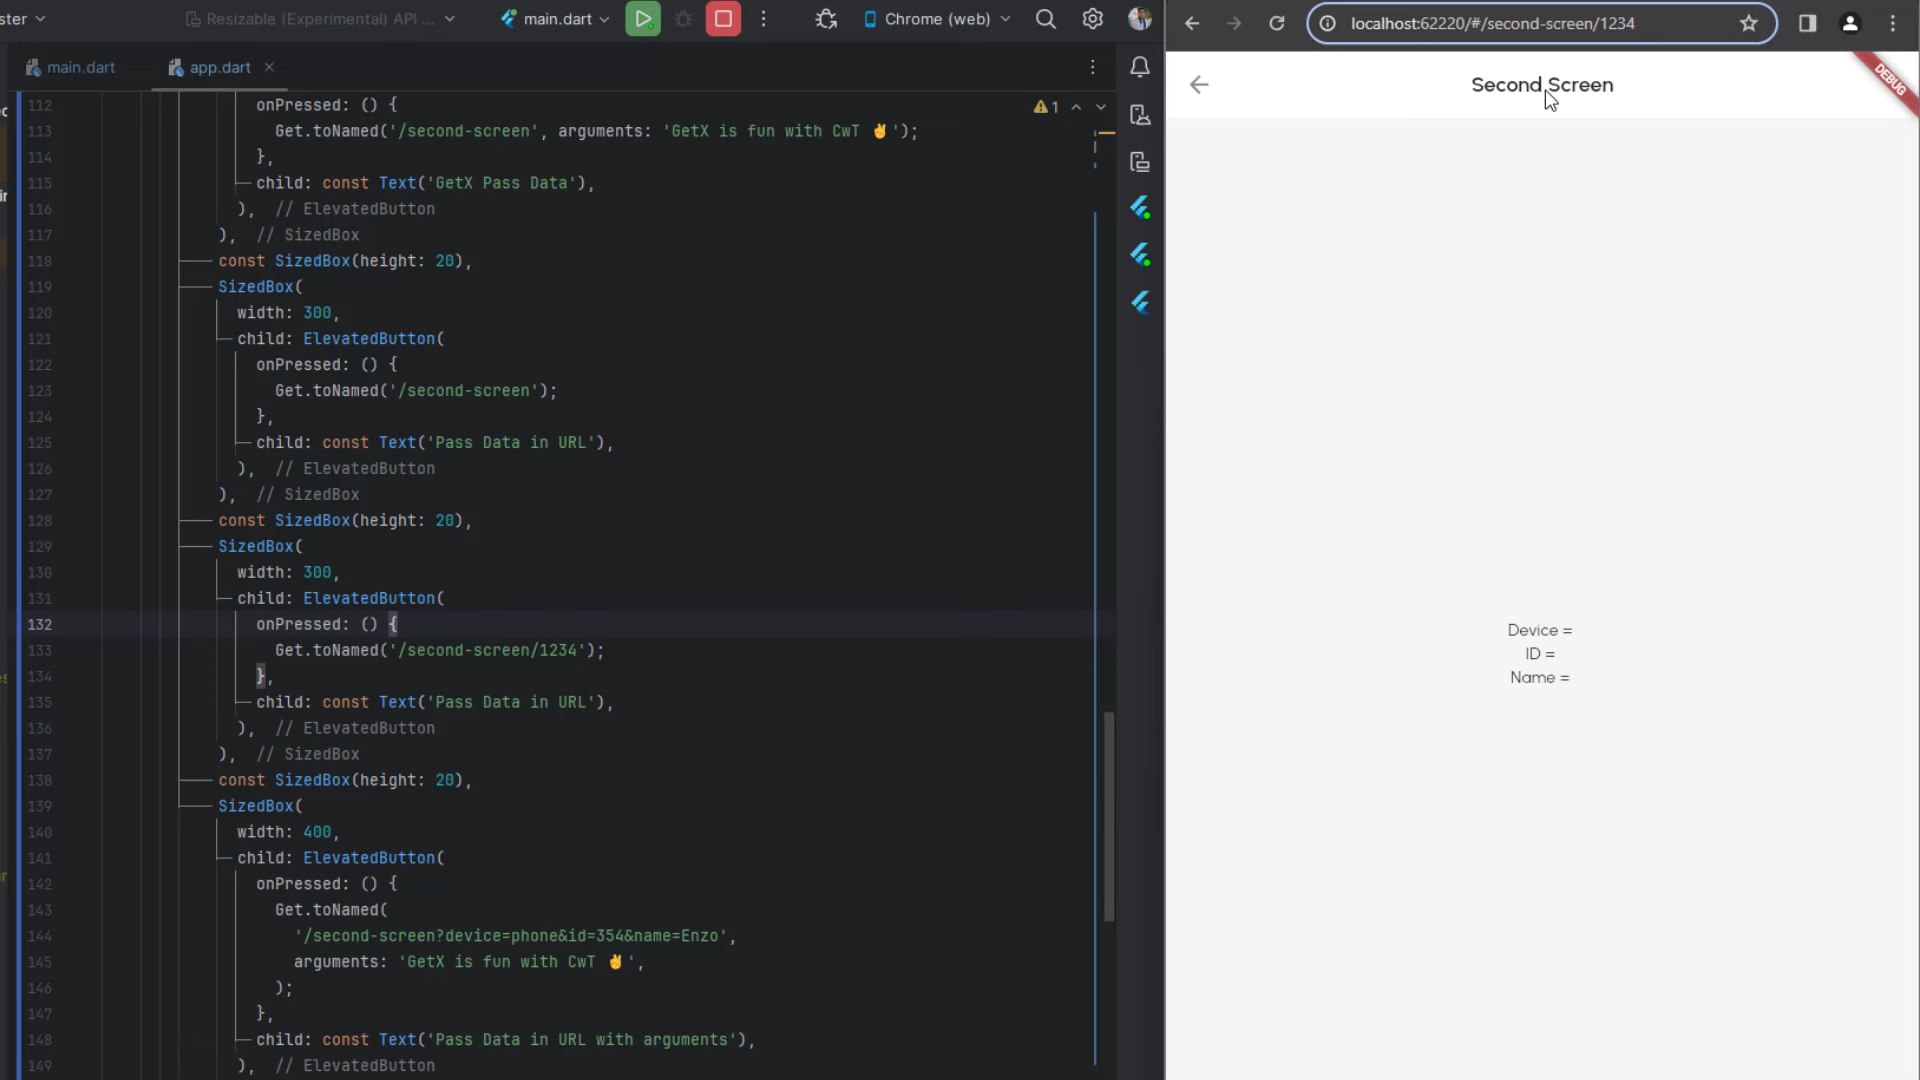 ster
Resizable (Experimental) API ...
main.dart
Chrome (web)
localhost:62220/#/second-screen/1234
main.dart
app.dart
Second Screen
DEBUG
1
112 onPressed: () {
113 Get.toNamed('/second-screen', arguments: 'GetX is fun with CwT ✌');
114 },
115 child: const Text('GetX Pass Data'),
116 ), // ElevatedButton
117 ), // SizedBox
118 const SizedBox(height: 20),
119 SizedBox(
120 width: 300,
121 child: ElevatedButton(
122 onPressed: () {
123 Get.toNamed('/second-screen');
124 },
125 child: const Text('Pass Data in URL'),
126 ), // ElevatedButton
127 ), // SizedBox
128 const SizedBox(height: 20),
129 SizedBox(
130 width: 300,
131 child: ElevatedButton(
132 onPressed: () {
133 Get.toNamed('/second-screen/1234');
134 },
135 child: const Text('Pass Data in URL'),
136 ), // ElevatedButton
137 ), // SizedBox
138 const SizedBox(height: 20),
139 SizedBox(
140 width: 400,
141 child: ElevatedButton(
142 onPressed: () {
143 Get.toNamed(
144 '/second-screen?device=phone&id=354&name=Enzo',
145 arguments: 'GetX is fun with CwT ✌',
146 );
147 },
148 child: const Text('Pass Data in URL with arguments'),
149 ), // ElevatedButton
Device =
ID =
Name =